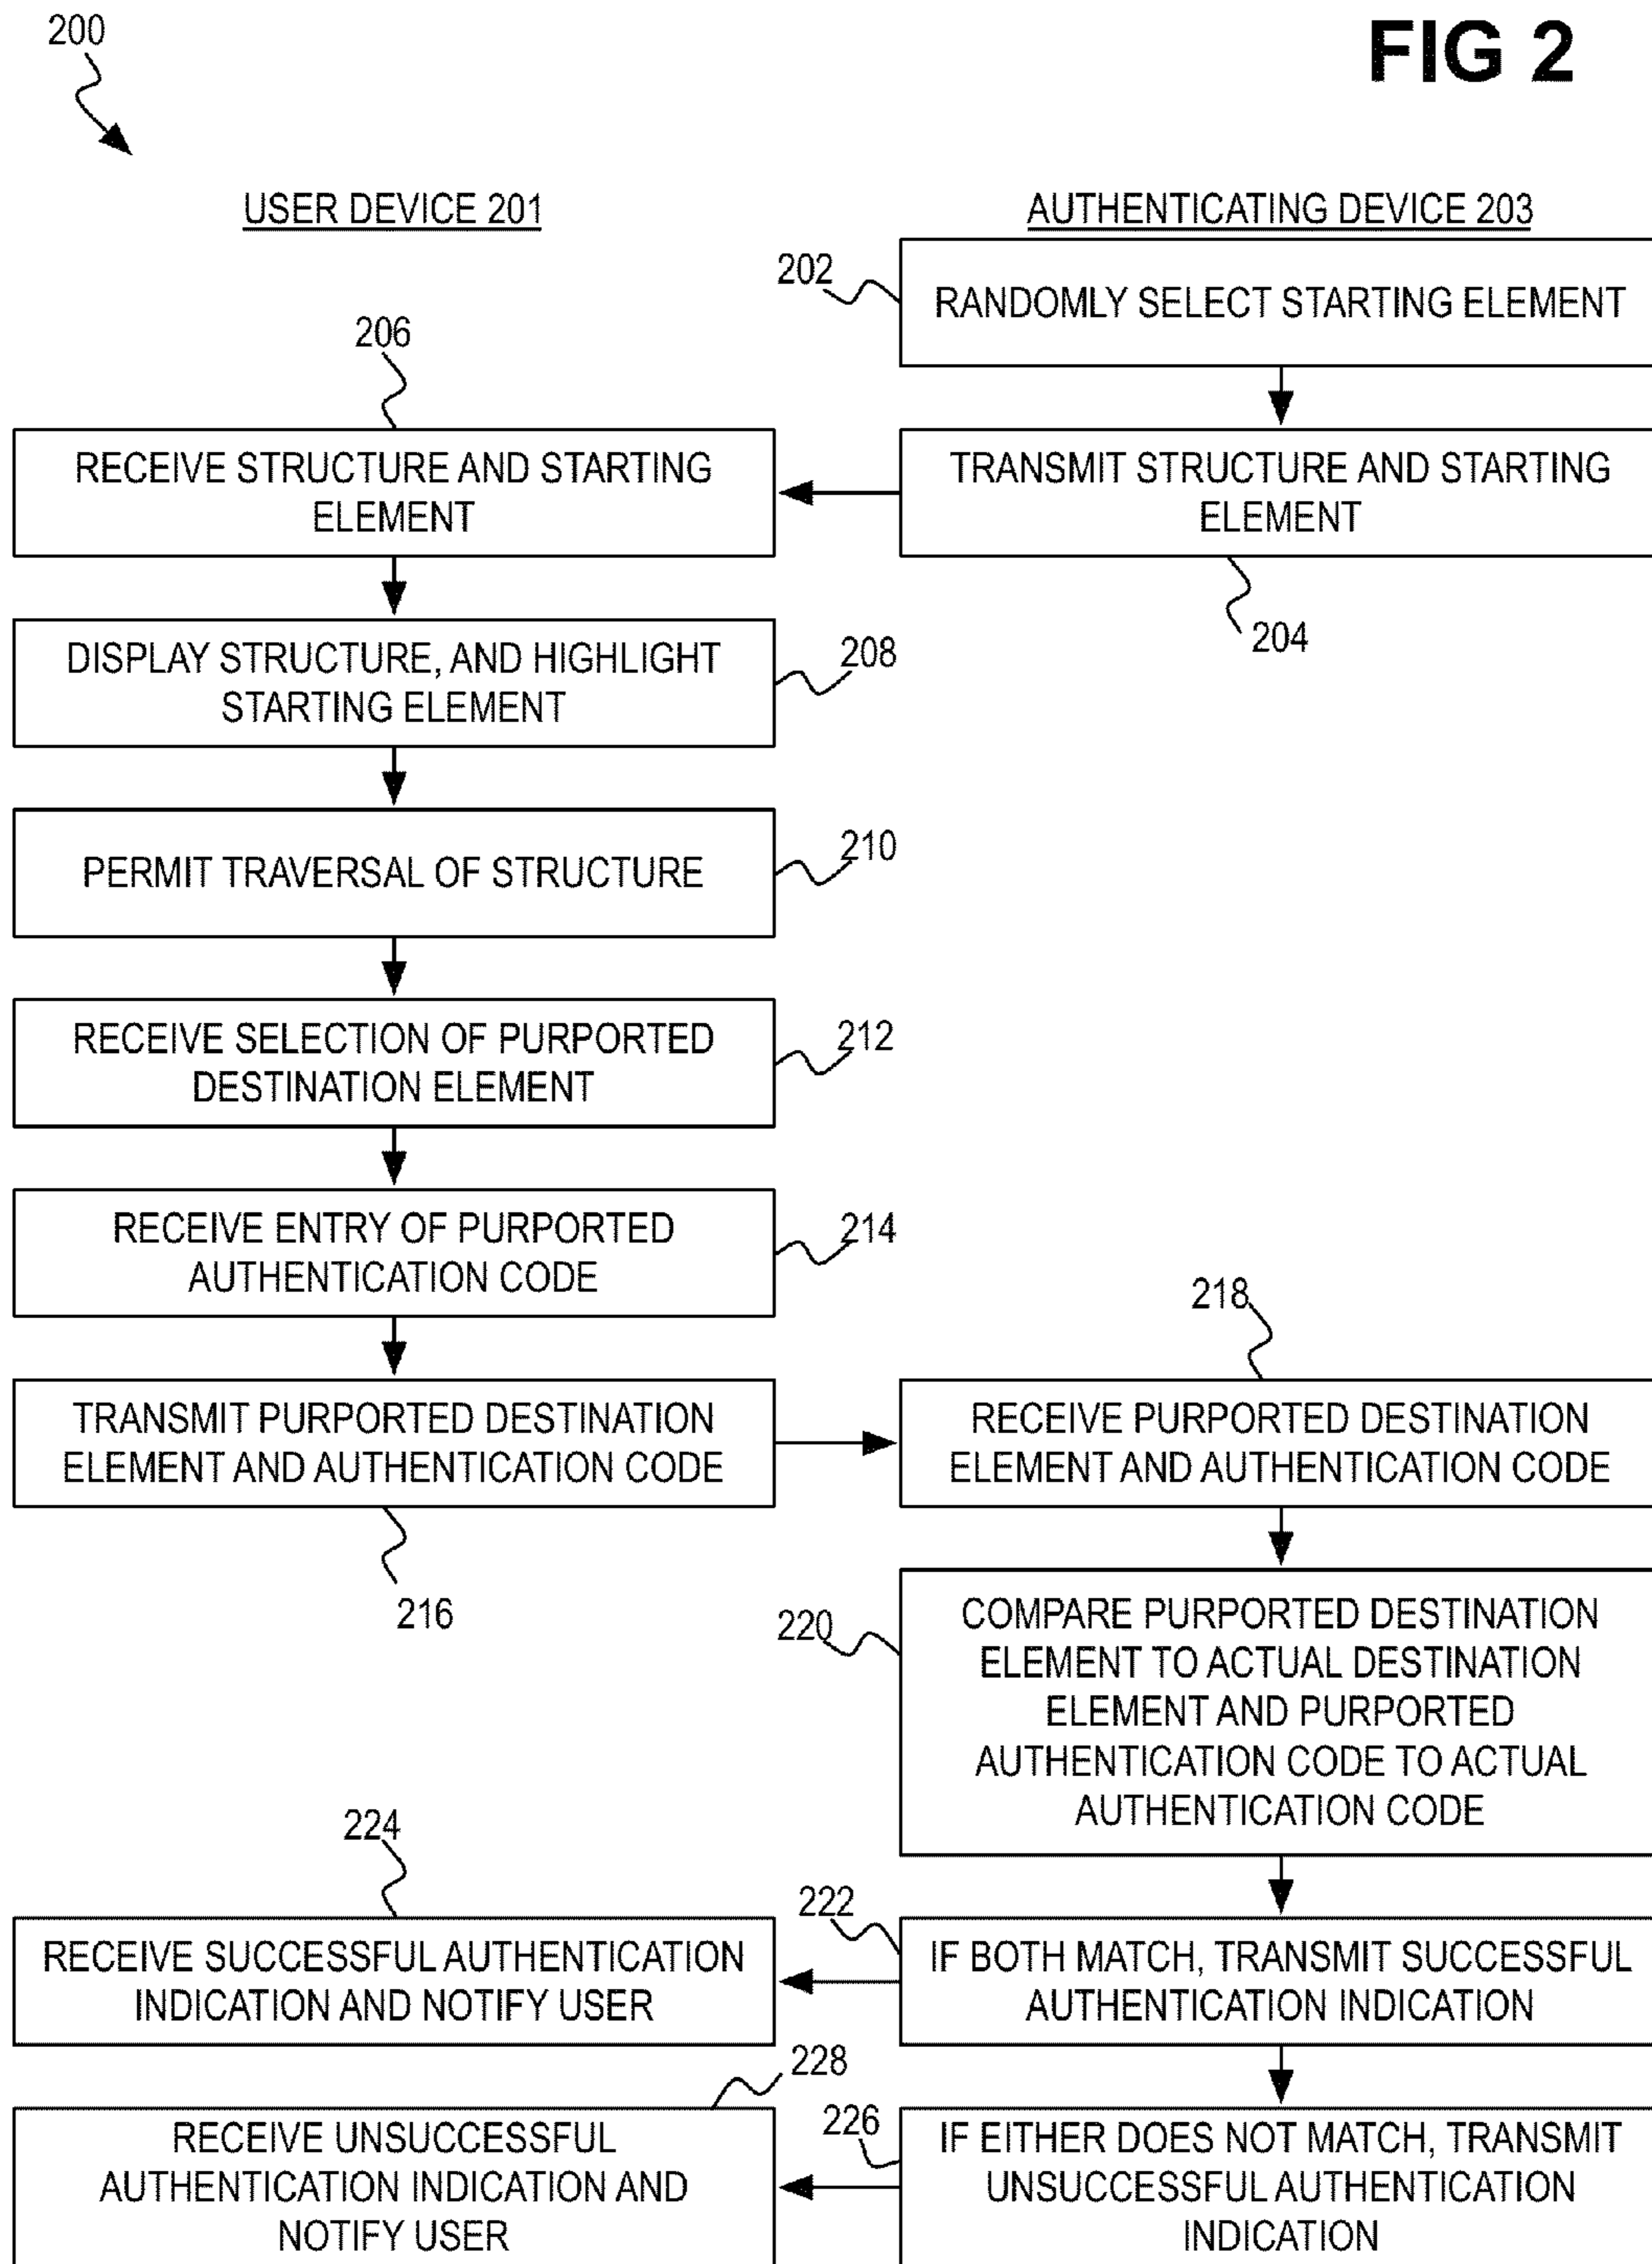 200
FIG 2
USER DEVICE 201
AUTHENTICATING DEVICE 203
202
RANDOMLY SELECT STARTING ELEMENT
206
RECEIVE STRUCTURE AND STARTING
ELEMENT
TRANSMIT STRUCTURE AND STARTING
ELEMENT
204
DISPLAY STRUCTURE, AND HIGHLIGHT
STARTING ELEMENT
208
PERMIT TRAVERSAL OF STRUCTURE
210
RECEIVE SELECTION OF PURPORTED
DESTINATION ELEMENT
212
RECEIVE ENTRY OF PURPORTED
AUTHENTICATION CODE
214
218
TRANSMIT PURPORTED DESTINATION
ELEMENT AND AUTHENTICATION CODE
216
RECEIVE PURPORTED DESTINATION
ELEMENT AND AUTHENTICATION CODE
220
COMPARE PURPORTED DESTINATION
ELEMENT TO ACTUAL DESTINATION
ELEMENT AND PURPORTED
AUTHENTICATION CODE TO ACTUAL
AUTHENTICATION CODE
224
222
RECEIVE SUCCESSFUL AUTHENTICATION
INDICATION AND NOTIFY USER
IF BOTH MATCH, TRANSMIT SUCCESSFUL
AUTHENTICATION INDICATION
228
226
RECEIVE UNSUCCESSFUL
AUTHENTICATION INDICATION AND
NOTIFY USER
IF EITHER DOES NOT MATCH, TRANSMIT
UNSUCCESSFUL AUTHENTICATION
INDICATION